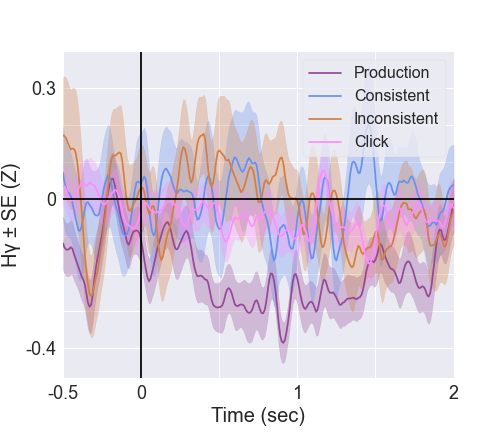 Production
Consistent
Inconsistent
Click
0.3
0
-0.4
Hγ ± SE (Z)
-0.5
0
1
2
Time (sec)